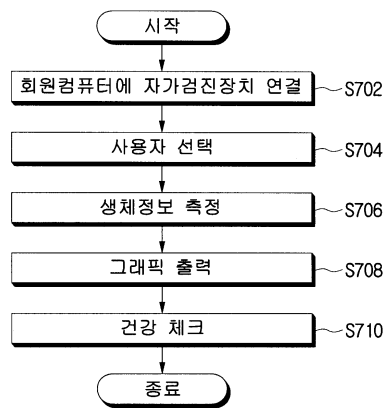 시작
회원컴퓨터에 자가검진장치 연결 S702
사용자 선택 S704
생체정보 측정 S706
그래픽 출력 S708
건강 체크 S710
종료